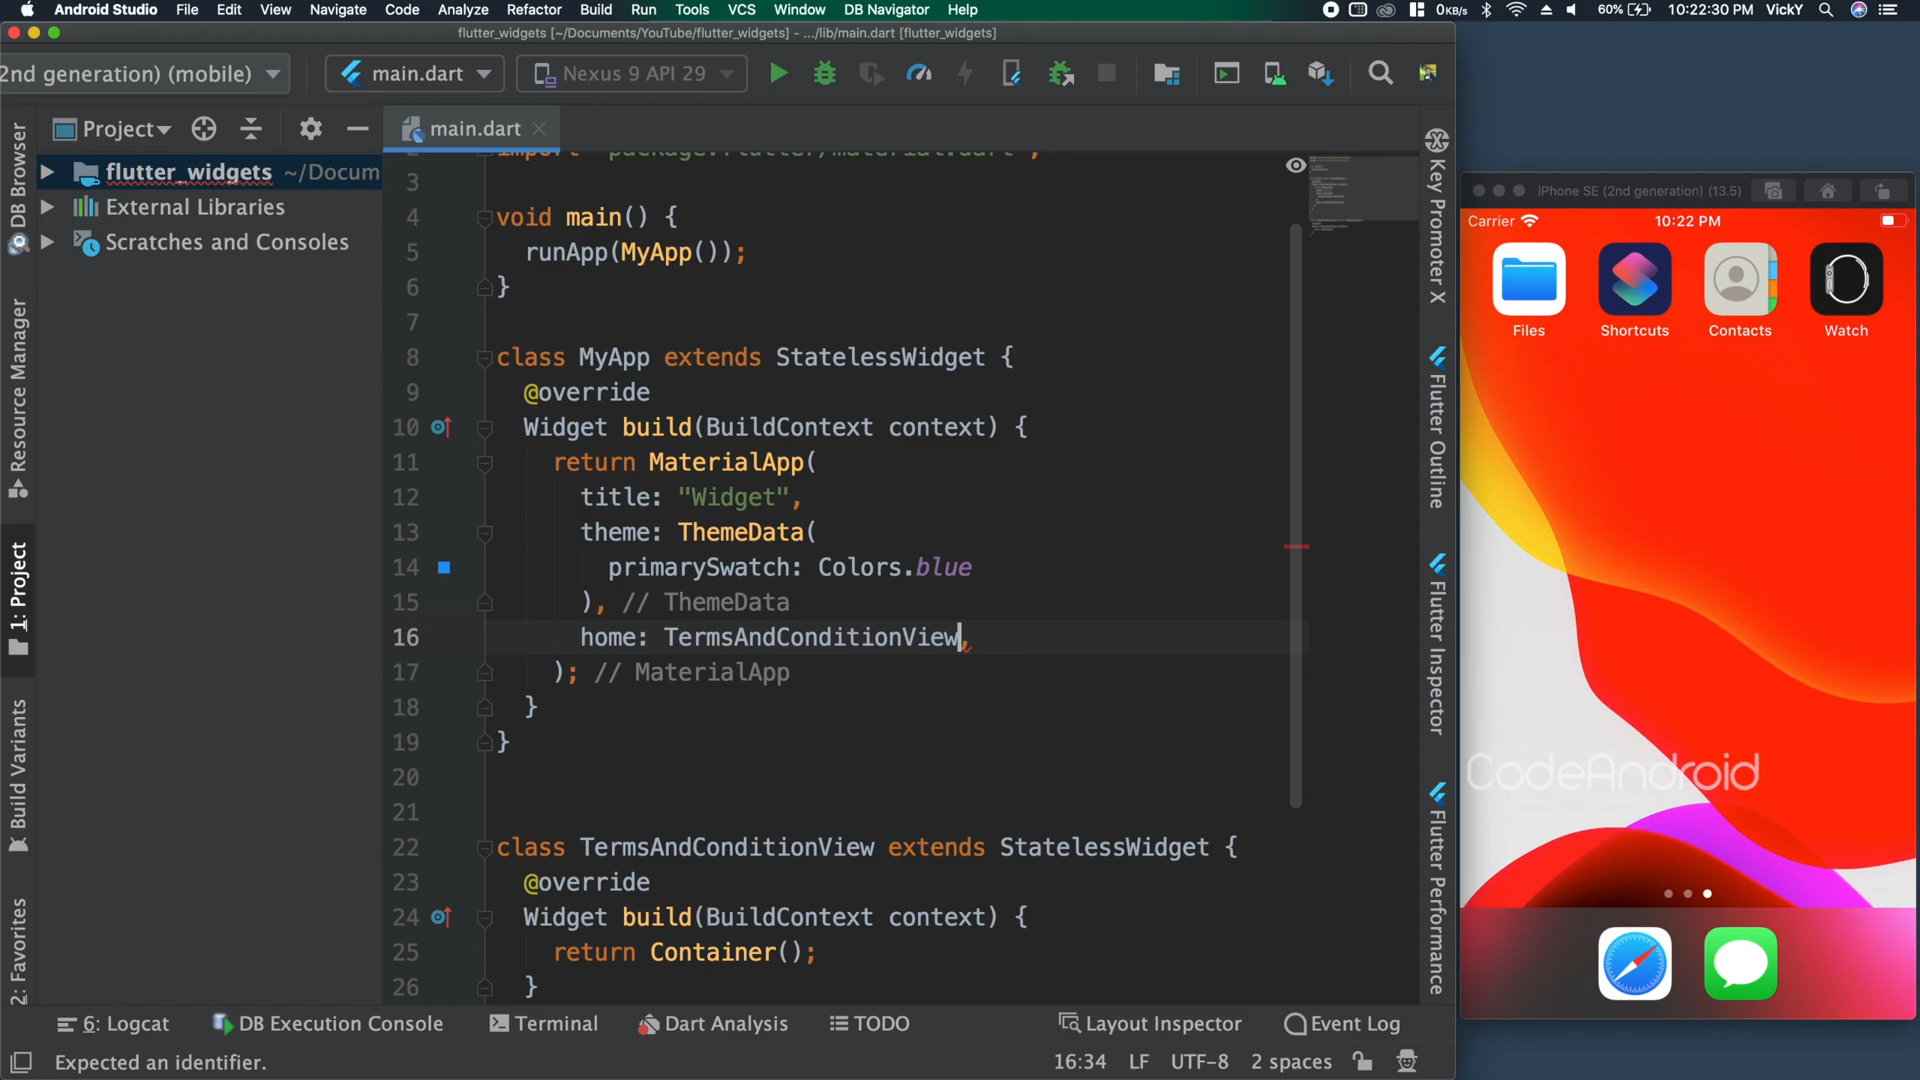 Android Studio File Edit View Navigate Code Analyze Refactor Build Run Tools VCS Window DB Navigator Help 0KB/s 60% 10:22:30 PM VickY
flutter_widgets [~/Documents/YouTube/flutter_widgets] - .../lib/main.dart [flutter_widgets]
2nd generation) (mobile) main.dart Nexus 9 API 29
Project
main.dart
flutter_widgets ~/Docum
External Libraries
Scratches and Consoles
DB Browser
Resource Manager
1: Project
Build Variants
2: Favorites
2 import 'package:flutter/material.dart';
3
4 void main() {
5 runApp(MyApp());
6 }
7
8 class MyApp extends StatelessWidget {
9 @override
10 Widget build(BuildContext context) {
11 return MaterialApp(
12 title: "Widget",
13 theme: ThemeData(
14 primarySwatch: Colors.blue
15 ), // ThemeData
16 home: TermsAndConditionView,
17 ); // MaterialApp
18 }
19 }
20
21
22 class TermsAndConditionView extends StatelessWidget {
23 @override
24 Widget build(BuildContext context) {
25 return Container();
26 }
Key Promoter X
Flutter Outline
Flutter Inspector
Flutter Performance
6: Logcat DB Execution Console Terminal Dart Analysis TODO Layout Inspector Event Log
Expected an identifier. 16:34 LF UTF-8 2 spaces
iPhone SE (2nd generation) (13.5)
Carrier 10:22 PM
Files Shortcuts Contacts Watch
CodeAndroid